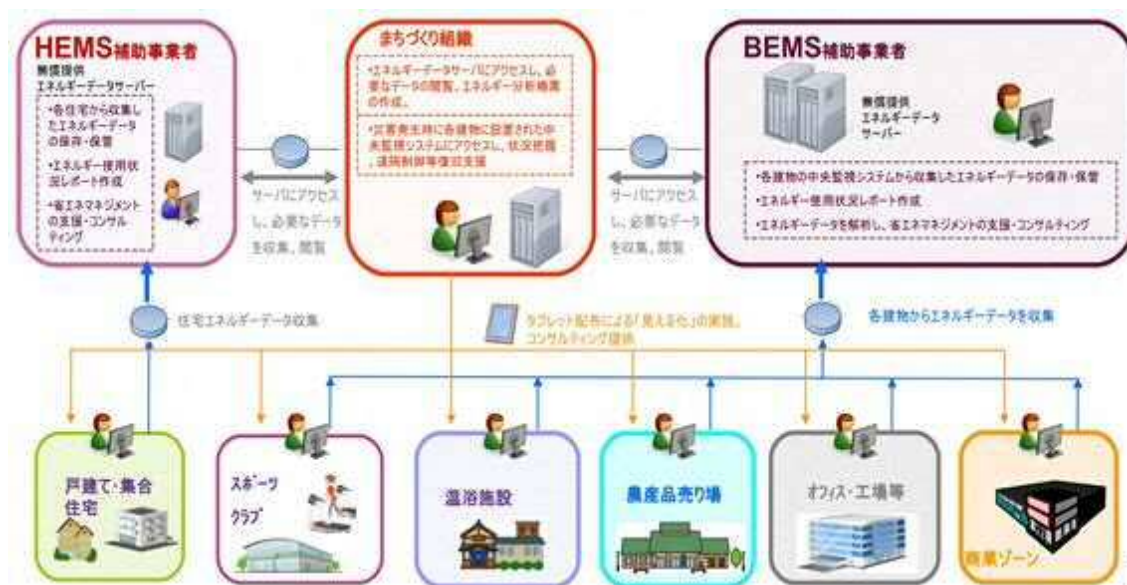 HEMS補助事業者
無償提供
エネルギーデータサーバー
・各住宅から収集し
たエネルギーデータ
の保存・保管
・エネルギー使用状
況レポート作成
・省エネマネジメント
の支援・コンサル
ティング
サーバにアクセス
し、必要なデータ
を収集、閲覧
まちづくり組織
・エネルギーデータサーバにアクセスし、必
要なデータの閲覧、エネルギー分析
の作成。
・災害発生時に各建物に設置された中
央監視システムにアクセスし、状況把握
、遠隔制御等復旧支援
サーバにアクセス
し、必要なデータ
を収集、閲覧
BEMS補助事業者
無償提供
エネルギーデータ
サーバー
・各建物の中央監視システムから収集したエネルギーデータの保存・保管
・エネルギー使用状況レポート作成
・エネルギーデータを解析し、省エネマネジメントの支援・コンサルティング
住宅エネルギーデータ収集
タブレット配布による「見える化」の実施、
コンサルティング提供
各建物からエネルギーデータを収集
戸建て・集合
住宅
スポーツ
クラブ
温浴施設
農産品売り場
オフィス・工場等
商業ゾーン